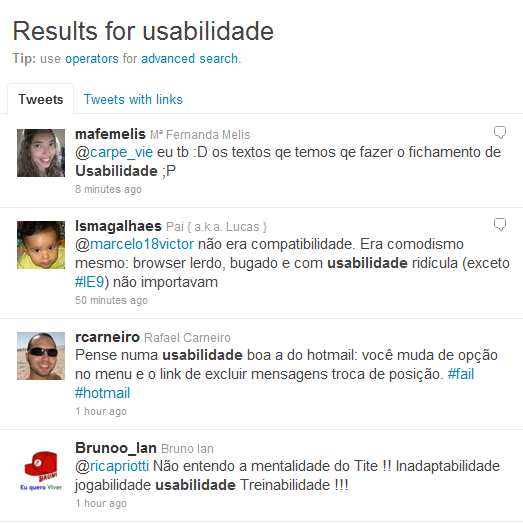 Results for usabilidade
Tip: use operators for advanced search.
Tweets Tweets with links
mafemelis Mª Fernanda Melis
@carpe_vie eu tb :D os textos qe temos qe fazer o fichamento de
Usabilidade ;P
8 minutes ago
lsmagalhaes Pai { a.k.a. Lucas }
@marcelo18victor não era compatibilidade. Era comodismo
mesmo: browser lerdo, bugado e com usabilidade ridícula (exceto
#IE9) não importavam
50 minutes ago
rcarneiro Rafael Carneiro
Pense numa usabilidade boa a do hotmail: você muda de opção
no menu e o link de excluir mensagens troca de posição. #fail
#hotmail
1 hour ago
Brunoo_Ian Bruno Ian
@ricapriotti Não entendo a mentalidade do Tite !! Inadaptabilidade
jogabilidade usabilidade Treinabilidade !!!
1 hour ago
Eu quero Viver